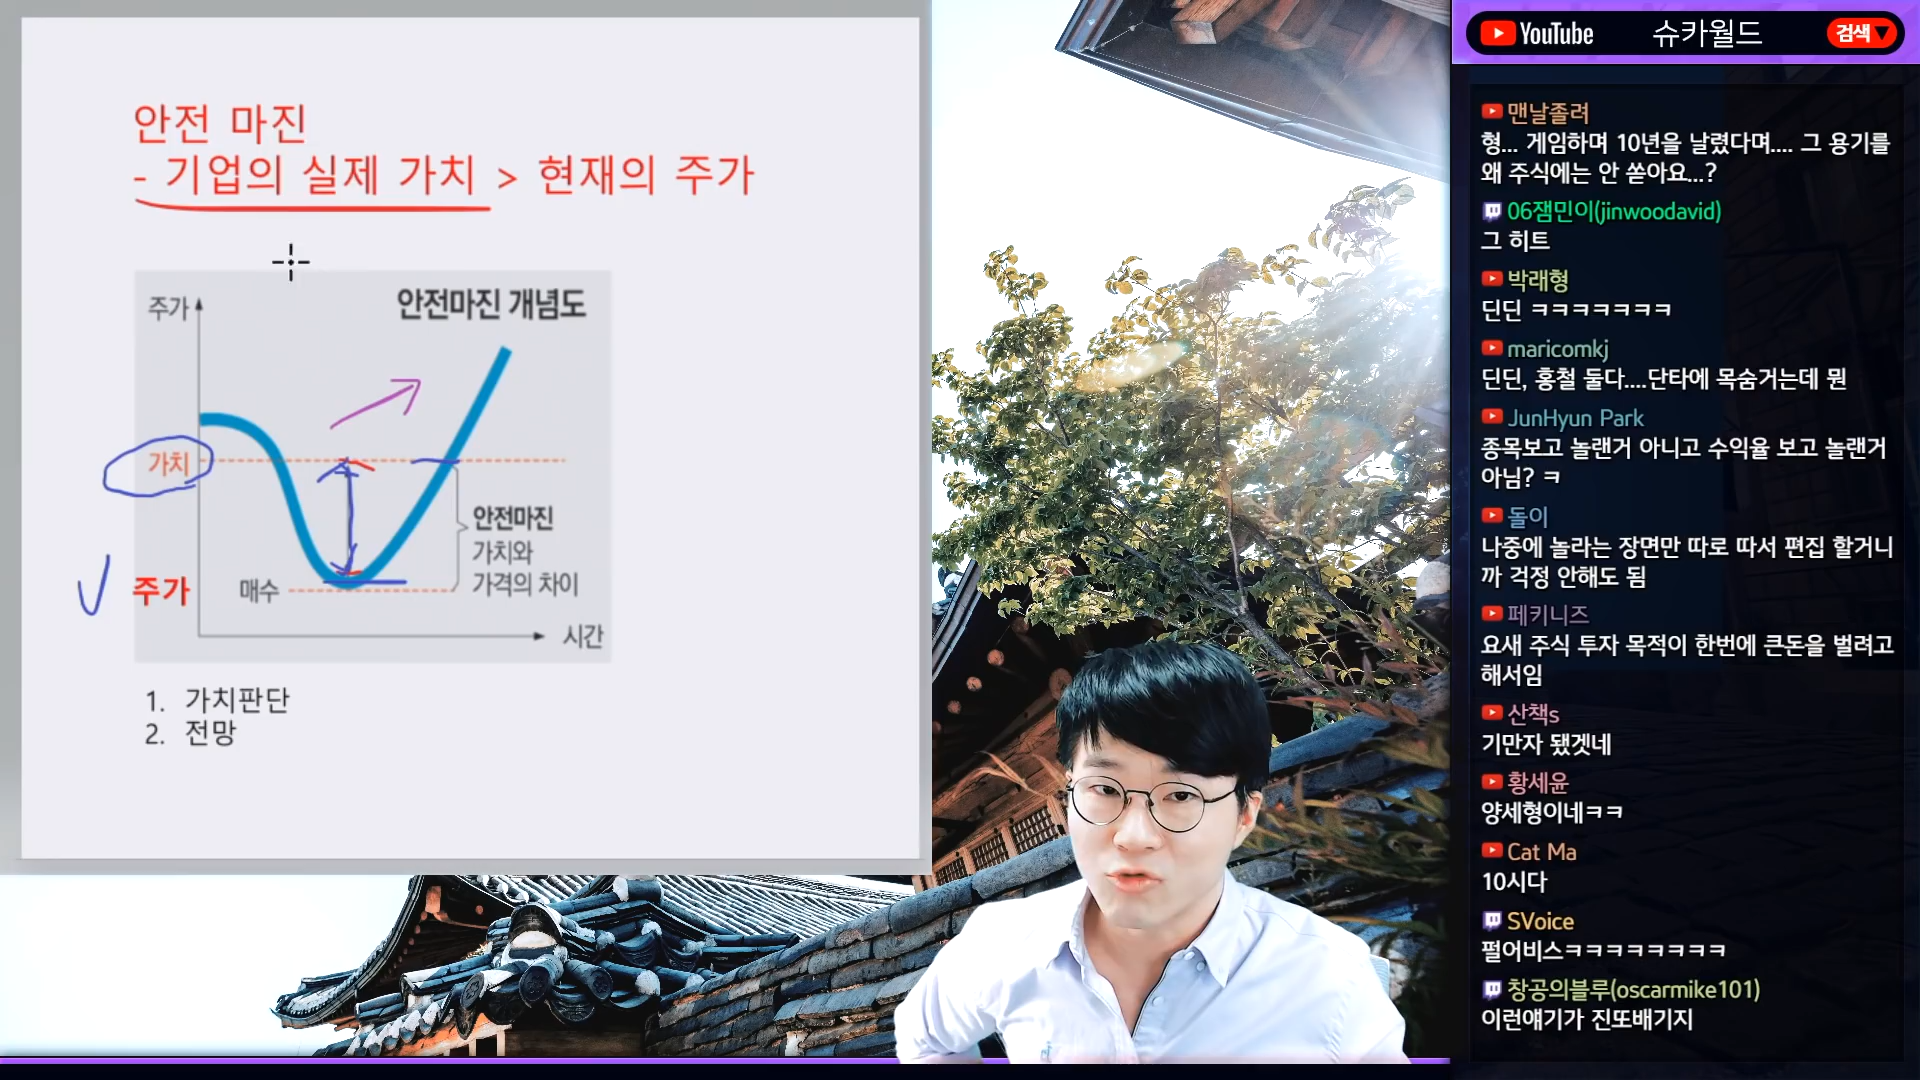 안전 마진
- 기업의 실제 가치 > 현재의 주가
주가
안전마진 개념도
가치
안전마진
가치와
가격의 차이
주가
매수
시간
1. 가치판단
2. 전망
YouTube 슈카월드 검색▼
맨날졸려
형... 게임하며 10년을 날렸다며.... 그 용기를
왜 주식에는 안 쏟아요...?
06잼민이(jinwoodavid)
그 히트
박래형
딘딘 ㅋㅋㅋㅋㅋㅋㅋ
maricomkj
딘딘, 홍철 둘다....단타에 목숨거는데 뭔
JunHyun Park
종목보고 놀랜거 아니고 수익율 보고 놀랜거
아님? ㅋ
돌이
나중에 놀라는 장면만 따로 따서 편집 할거니
까 걱정 안해도 됨
페키니즈
요새 주식 투자 목적이 한번에 큰돈을 벌려고
해서임
산책s
기만자 됐겟네
황세윤
양세형이네ㅋㅋ
Cat Ma
10시다
SVoice
펄어비스ㅋㅋㅋㅋㅋㅋㅋㅋ
창공의블루(oscarmike101)
이런얘기가 진또배기지